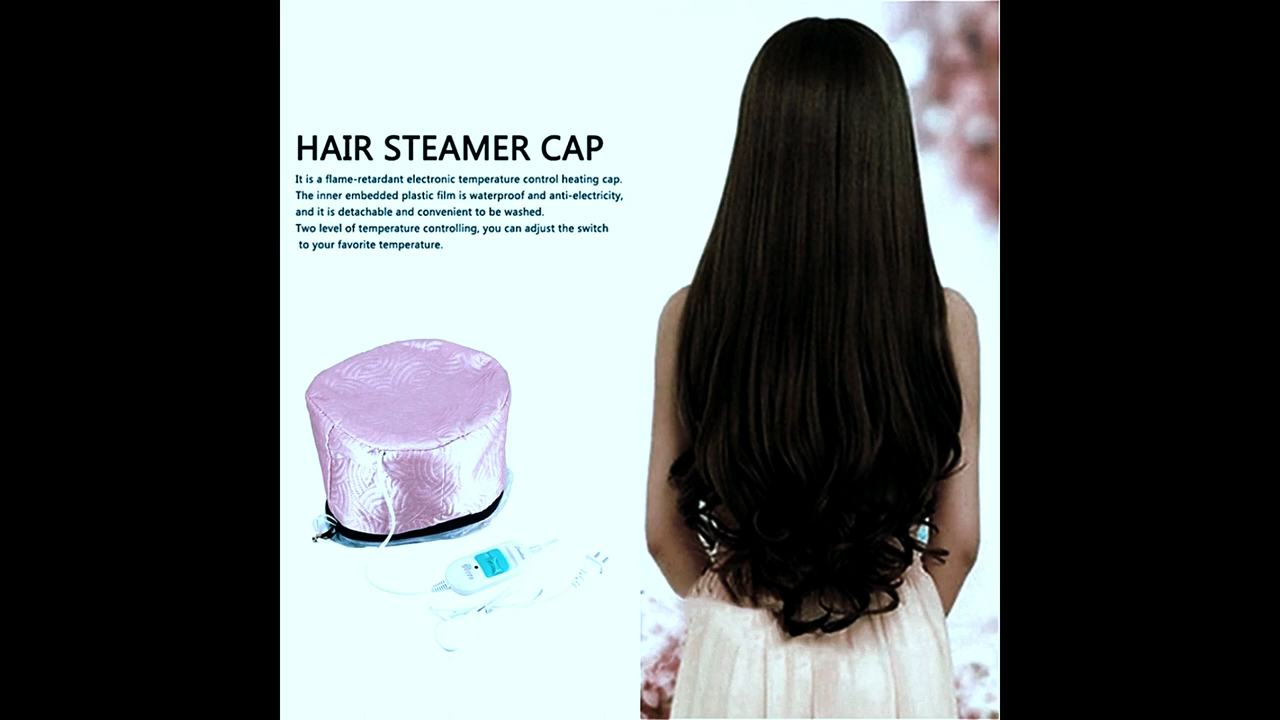 HAIR STEAMER CAP
It is a flame-retardant electronic temperature control heating cap.
The inner embedded plastic film is waterproof and anti-electricity,
and it is detachable and convenient to be washed.
Two level of temperature controlling, you can adjust the switch
to your favorite temperature.